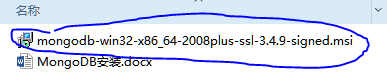 名称
mongodb-win32-x86_64-2008plus-ssl-3.4.9-signed.msi
MongoDB安装.docx